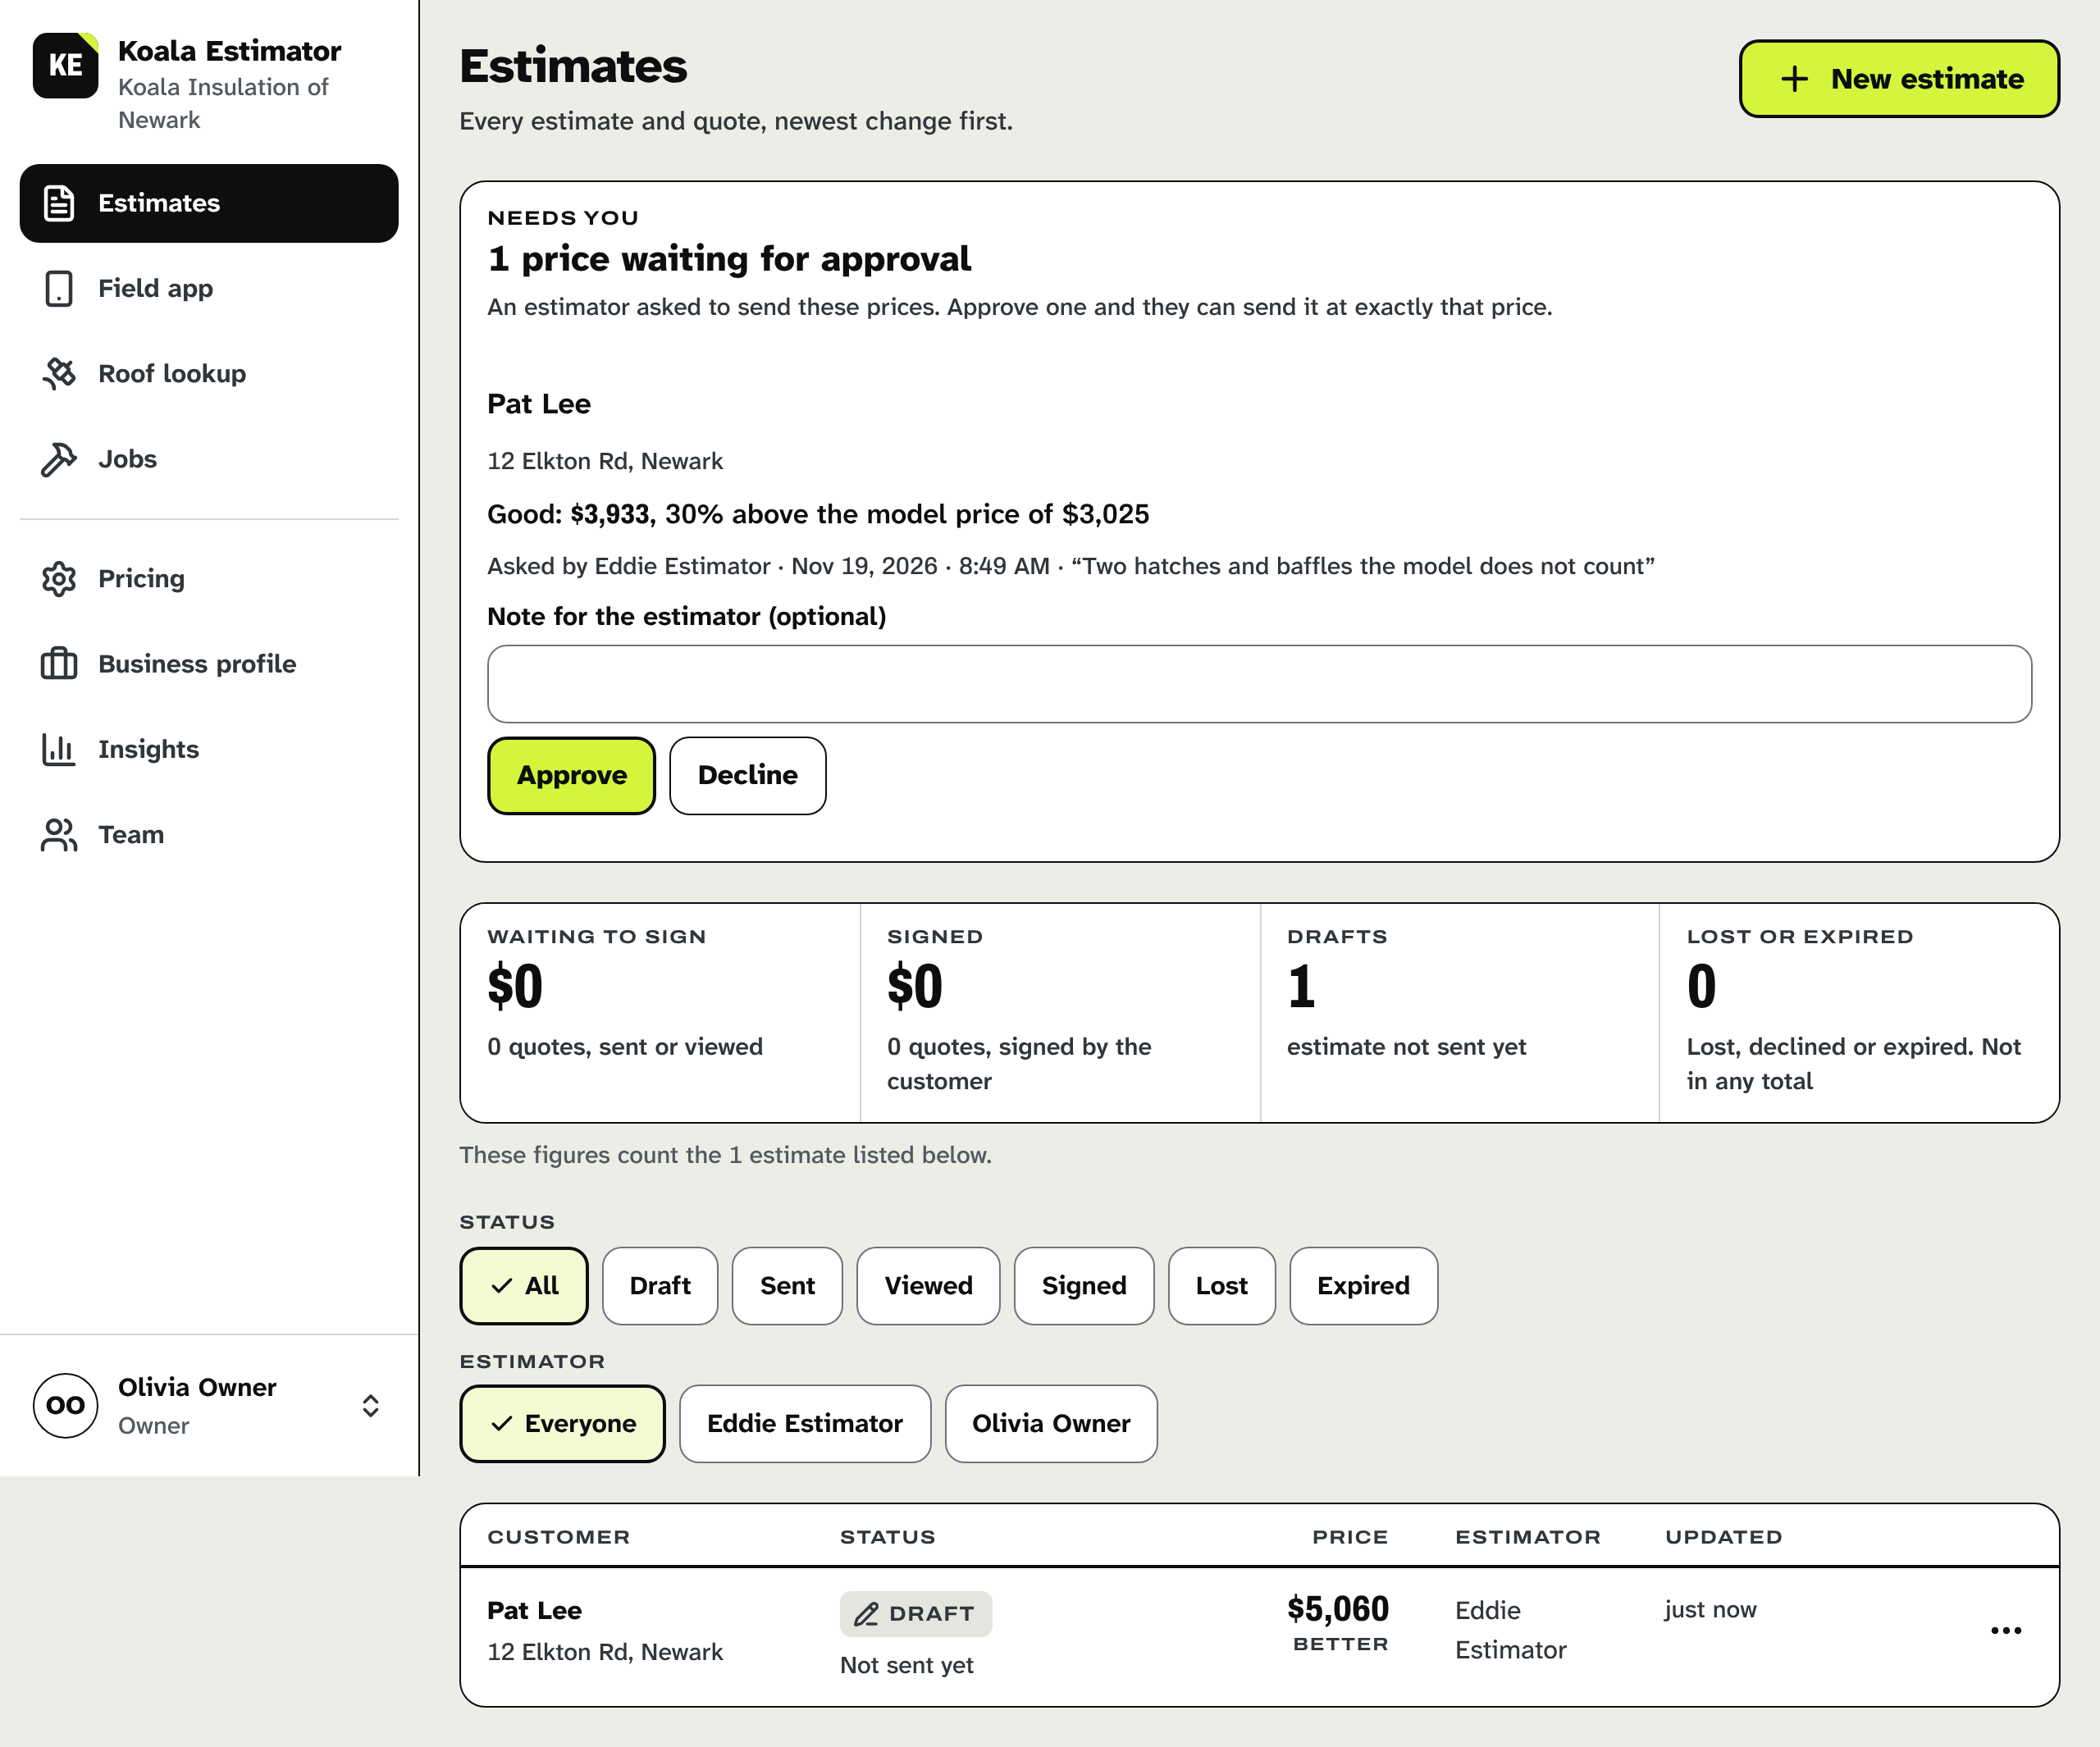 KE
Koala Estimator
Koala Insulation of
Newark
Estimates
Field app
Roof lookup
Jobs
Pricing
Business profile
Insights
Team
OO
Olivia Owner
Owner
Estimates
Every estimate and quote, newest change first.
New estimate
NEEDS YOU
1 price waiting for approval
An estimator asked to send these prices. Approve one and they can send it at exactly that price.
Pat Lee
12 Elkton Rd, Newark
Good: $3,933, 30% above the model price of $3,025
Asked by Eddie Estimator · Nov 19, 2026 · 8:49 AM · “Two hatches and baffles the model does not count”
Note for the estimator (optional)
Approve Decline
WAITING TO SIGN
$0
0 quotes, sent or viewed
SIGNED
$0
0 quotes, signed by the
customer
DRAFTS
1
estimate not sent yet
LOST OR EXPIRED
0
Lost, declined or expired. Not
in any total
These figures count the 1 estimate listed below.
STATUS
All Draft Sent Viewed Signed Lost Expired
ESTIMATOR
Everyone Eddie Estimator Olivia Owner
CUSTOMER STATUS PRICE ESTIMATOR UPDATED
Pat Lee
12 Elkton Rd, Newark
DRAFT
Not sent yet
$5,060
BETTER
Eddie
Estimator
just now